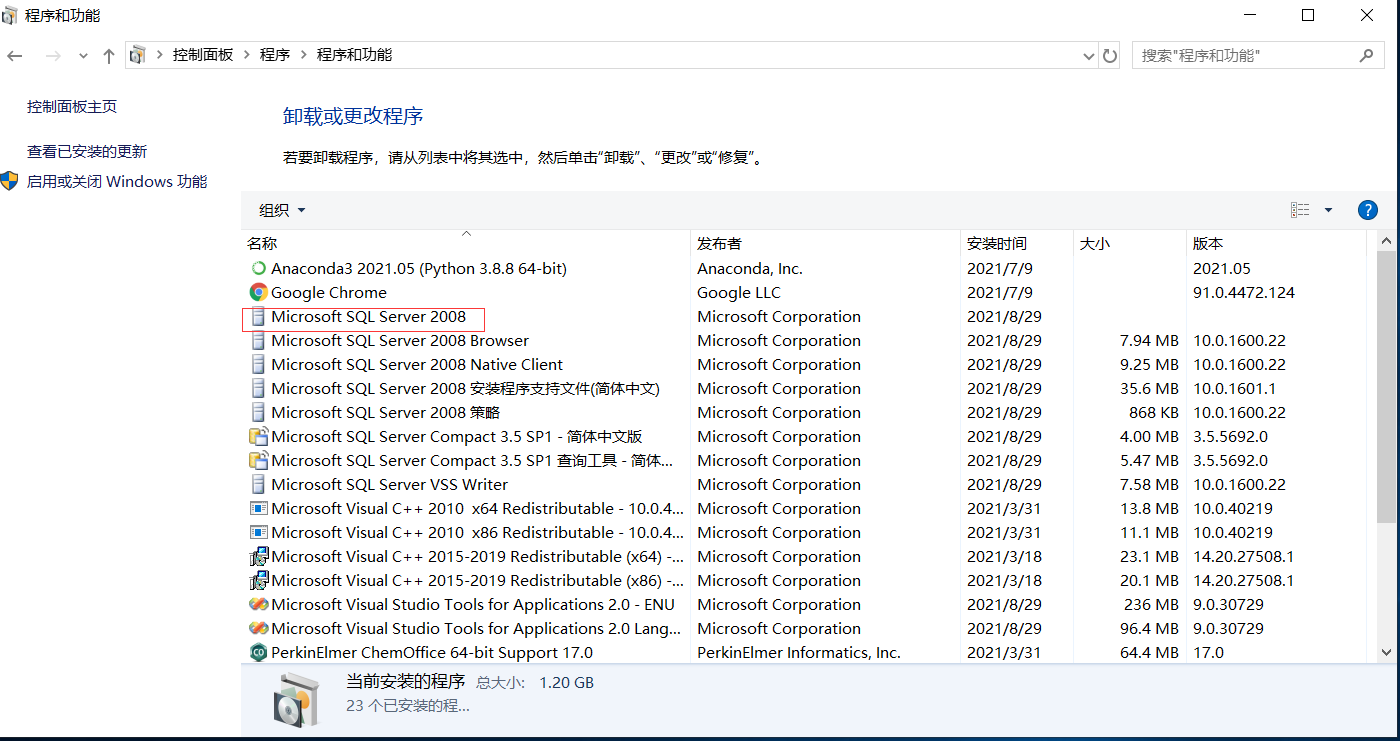 程序和功能
控制面板 程序 程序和功能
搜索"程序和功能"
控制面板主页
查看已安装的更新
启用或关闭 Windows 功能
卸载或更改程序
若要卸载程序，请从列表中将其选中，然后单击“卸载”、“更改”或“修复”。
组织
名称 发布者 安装时间 大小 版本
Anaconda3 2021.05 (Python 3.8.8 64-bit) Anaconda, Inc. 2021/7/9 2021.05
Google Chrome Google LLC 2021/7/9 91.0.4472.124
Microsoft SQL Server 2008 Microsoft Corporation 2021/8/29
Microsoft SQL Server 2008 Browser Microsoft Corporation 2021/8/29 7.94 MB 10.0.1600.22
Microsoft SQL Server 2008 Native Client Microsoft Corporation 2021/8/29 9.25 MB 10.0.1600.22
Microsoft SQL Server 2008 安装程序支持文件(简体中文) Microsoft Corporation 2021/8/29 35.6 MB 10.0.1601.1
Microsoft SQL Server 2008 策略 Microsoft Corporation 2021/8/29 868 KB 10.0.1600.22
Microsoft SQL Server Compact 3.5 SP1 - 简体中文版 Microsoft Corporation 2021/8/29 4.00 MB 3.5.5692.0
Microsoft SQL Server Compact 3.5 SP1 查询工具 - 简体... Microsoft Corporation 2021/8/29 5.47 MB 3.5.5692.0
Microsoft SQL Server VSS Writer Microsoft Corporation 2021/8/29 7.58 MB 10.0.1600.22
Microsoft Visual C++ 2010 x64 Redistributable - 10.0.4... Microsoft Corporation 2021/3/31 13.8 MB 10.0.40219
Microsoft Visual C++ 2010 x86 Redistributable - 10.0.4... Microsoft Corporation 2021/3/31 11.1 MB 10.0.40219
Microsoft Visual C++ 2015-2019 Redistributable (x64) -... Microsoft Corporation 2021/3/18 23.1 MB 14.20.27508.1
Microsoft Visual C++ 2015-2019 Redistributable (x86) -... Microsoft Corporation 2021/3/18 20.1 MB 14.20.27508.1
Microsoft Visual Studio Tools for Applications 2.0 - ENU Microsoft Corporation 2021/8/29 236 MB 9.0.30729
Microsoft Visual Studio Tools for Applications 2.0 Lang... Microsoft Corporation 2021/8/29 96.4 MB 9.0.30729
PerkinElmer ChemOffice 64-bit Support 17.0 PerkinElmer Informatics, Inc. 2021/3/31 64.4 MB 17.0
当前安装的程序 总大小: 1.20 GB
23 个已安装的程...